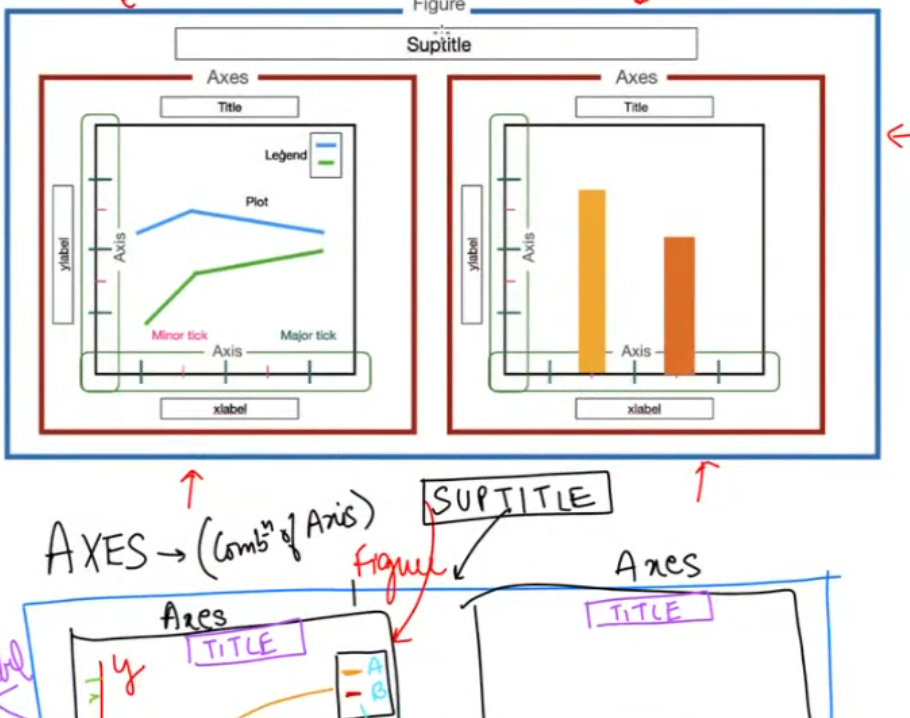 Figure
Suptitle
Axes
Axes
Title
Title
Legend
Plot
ylabel
Axis
ylabel
Axis
Minor tick
Major tick
Axis
Axis
xlabel
xlabel
SUPTITLE
AXES → (Combⁿ of Axis)
Figure
Axes
Axes
TITLE
TITLE
y
A
B